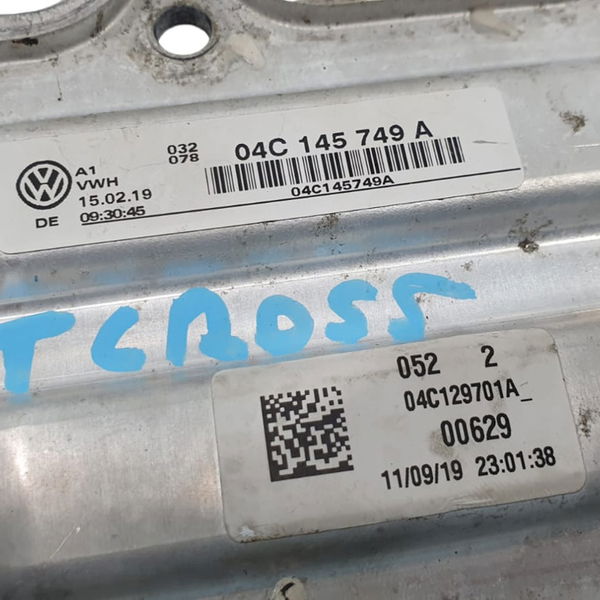 A1
VWH
15.02.19
DE 09:30:45
032
078
04C 145 749 A
04C145749A
T CROSS
052 2
04C129701A_
00629
11/09/19 23:01:38